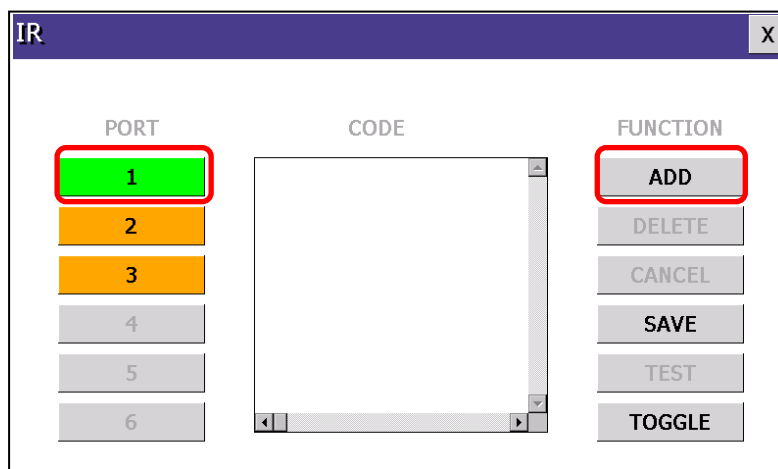 IR
X
PORT
CODE
FUNCTION
1
ADD
2
DELETE
3
CANCEL
4
SAVE
5
TEST
6
TOGGLE